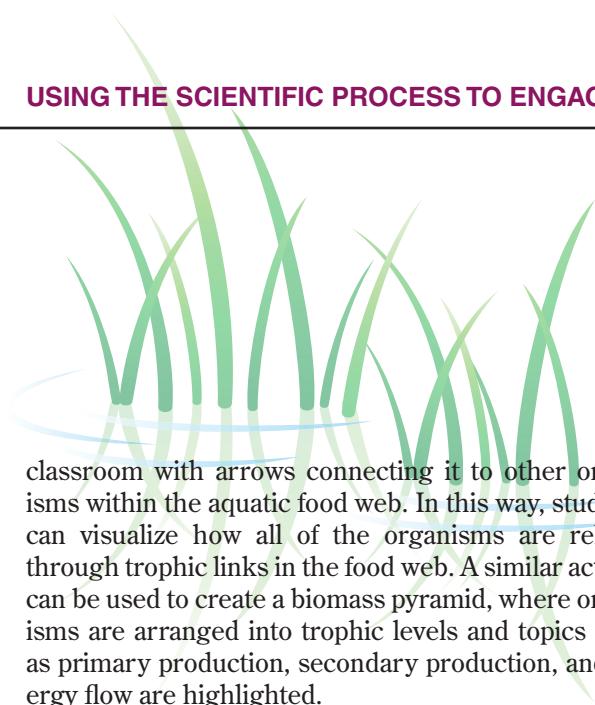 USING THE SCIENTIFIC PROCESS TO ENGAG
classroom with arrows connecting it to other or
isms within the aquatic food web. In this way, stud
can visualize how all of the organisms are rel
through trophic links in the food web. A similar act
can be used to create a biomass pyramid, where or
isms are arranged into trophic levels and topics
as primary production, secondary production, and
ergy flow are highlighted.